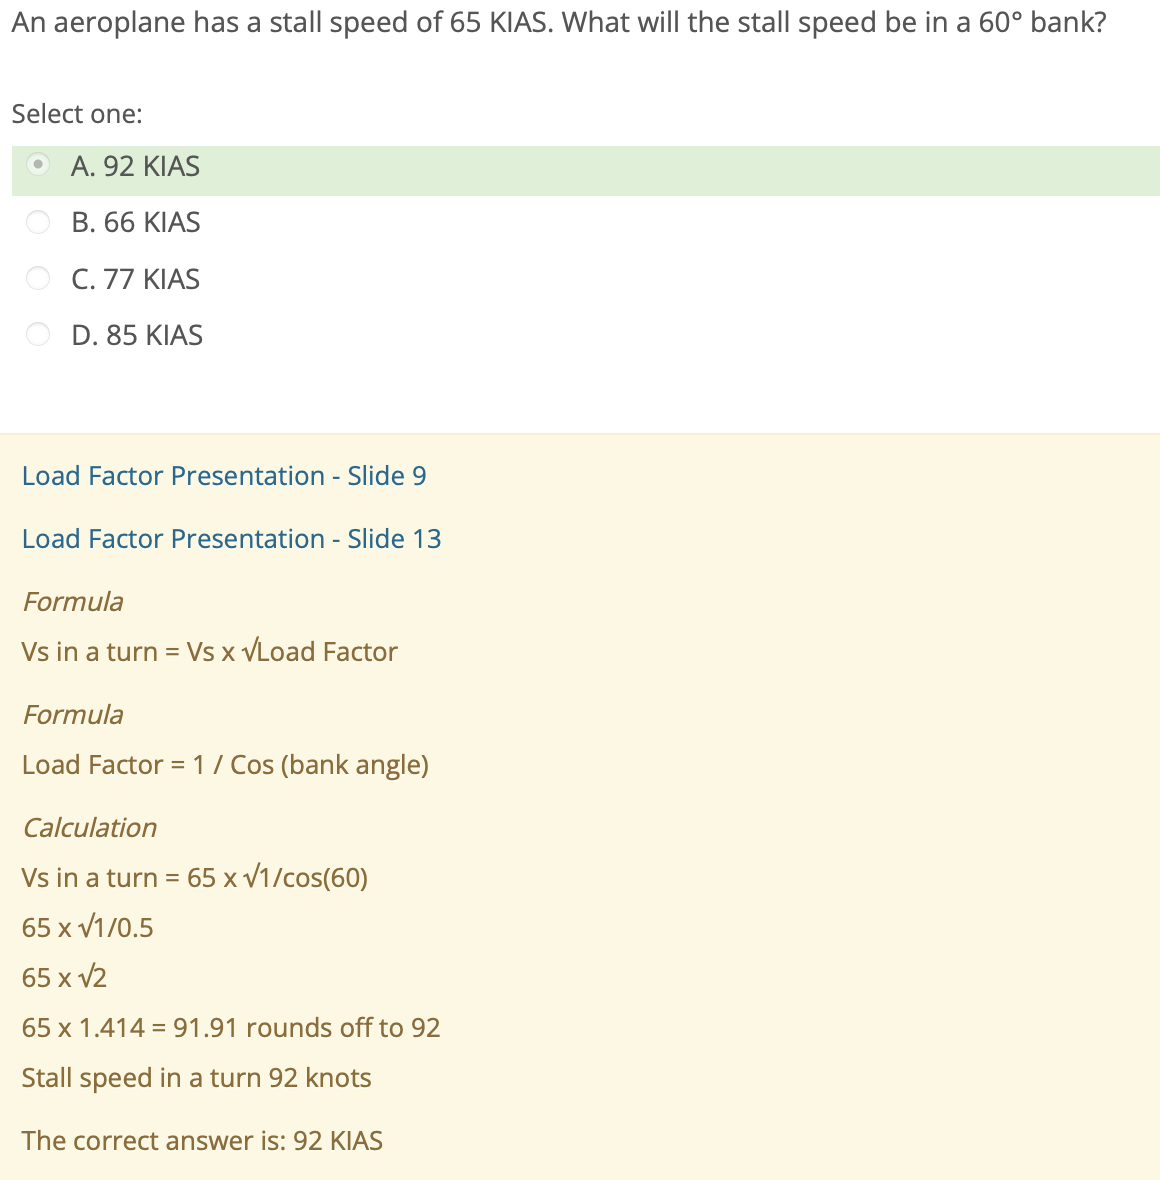 An aeroplane has a stall speed of 65 KIAS. What will the stall speed be in a 60° bank?
Select one:
A. 92 KIAS
B. 66 KIAS
C. 77 KIAS
D. 85 KIAS
Load Factor Presentation - Slide 9
Load Factor Presentation - Slide 13
Formula
Vs in a turn = Vs x √Load Factor
Formula
Load Factor = 1 / Cos (bank angle)
Calculation
Vs in a turn = 65 x √1/cos(60)
65 x √1/0.5
65 x √2
65 x 1.414 = 91.91 rounds off to 92
Stall speed in a turn 92 knots
The correct answer is: 92 KIAS